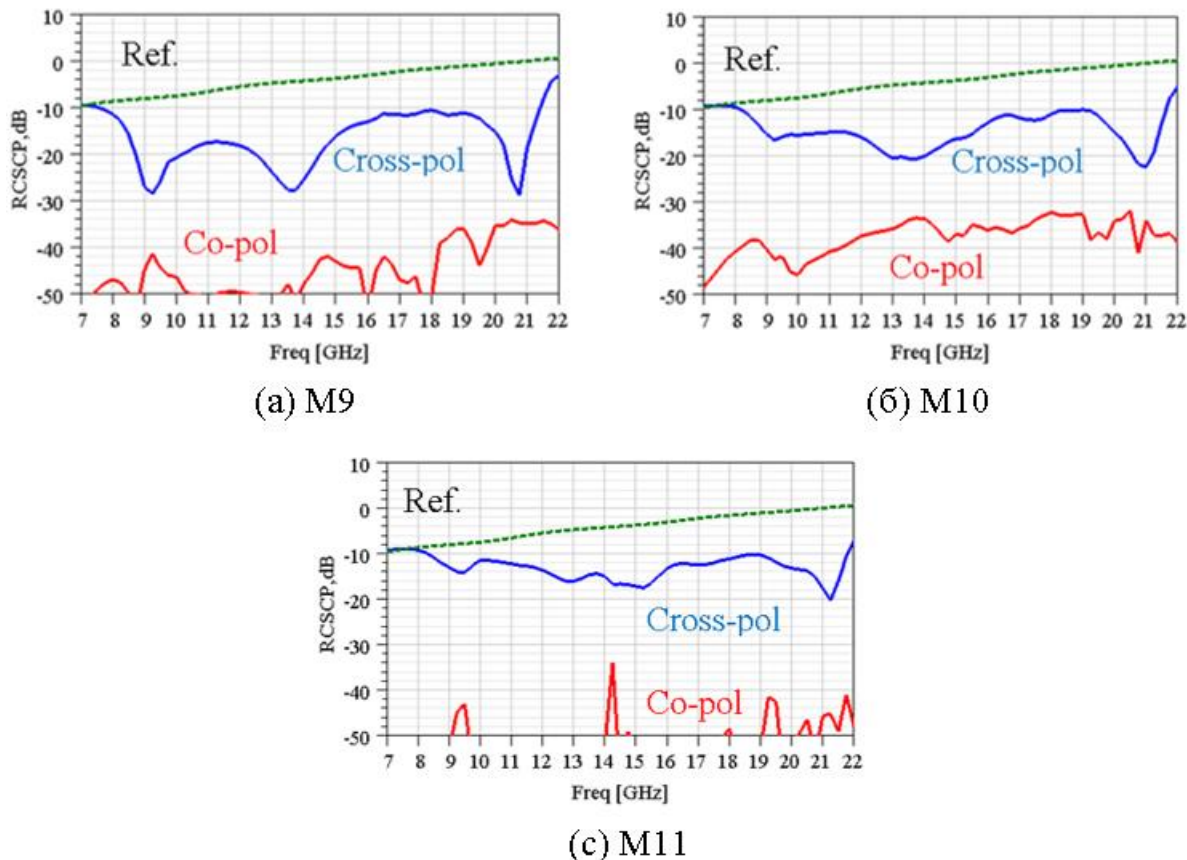 10
0
-10
-20
-30
-40
-50
RCSCP,dB
Ref.
Cross-pol
Co-pol
7 8 9 10 11 12 13 14 15 16 17 18 19 20 21 22
Freq [GHz]
(а) M9
10
0
-10
-20
-30
-40
-50
RCSCP,dB
Ref.
Cross-pol
Co-pol
7 8 9 10 11 12 13 14 15 16 17 18 19 20 21 22
Freq [GHz]
(б) M10
10
0
-10
-20
-30
-40
-50
RCSCP,dB
Ref.
Cross-pol
Co-pol
7 8 9 10 11 12 13 14 15 16 17 18 19 20 21 22
Freq [GHz]
(c) M11